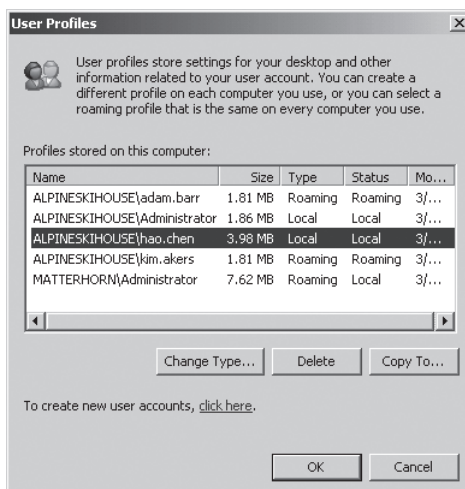 User Profiles
User profiles store settings for your desktop and other
information related to your user account. You can create a
different profile on each computer you use, or you can select a
roaming profile that is the same on every computer you use.
Profiles stored on this computer:
Name Size Type Status Mo...
ALPINESKIHOUSE\adam.barr 1.81 MB Roaming Roaming 3/...
ALPINESKIHOUSE\Administrator 1.86 MB Local Local 3/...
ALPINESKIHOUSE\hao.chen 3.98 MB Local Local 3/...
ALPINESKIHOUSE\kim.akers 1.81 MB Roaming Roaming 3/...
MATTERHORN\Administrator 7.62 MB Roaming Local 3/...
Change Type... Delete Copy To...
To create new user accounts, click here.
OK Cancel